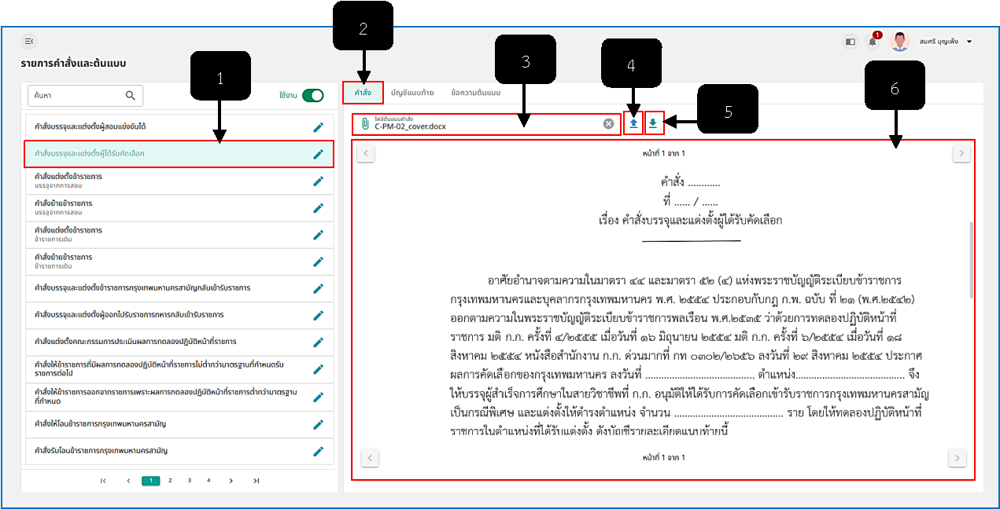 2
1
3
4
5
6
1
สมศรี บุญเพ็ง
รายการคำสั่งและต้นแบบ
ค้นหา
ใช้งาน
คำสั่งบรรจุและแต่งตั้งผู้สอบแข่งขันได้
คำสั่งบรรจุและแต่งตั้งผู้ได้รับคัดเลือก
คำสั่งแต่งตั้งข้าราชการ
บรรจุจากการสอบ
คำสั่งย้ายข้าราชการ
บรรจุจากการสอบ
คำสั่งแต่งตั้งข้าราชการ
ข้าราชการเดิม
คำสั่งย้ายข้าราชการ
ข้าราชการเดิม
คำสั่งบรรจุและแต่งตั้งข้าราชการกรุงเทพมหานครสามัญกลับเข้ารับราชการ
คำสั่งบรรจุและแต่งตั้งผู้ออกไปรับราชการทหารกลับเข้ารับราชการ
คำสั่งแต่งตั้งคณะกรรมการประเมินผลการทดลองปฏิบัติหน้าที่ราชการ
คำสั่งให้ข้าราชการที่มีผลการทดลองปฏิบัติหน้าที่ราชการไม่ต่ำกว่ามาตรฐานที่กำหนดรับ
ราชการต่อไป
คำสั่งให้ข้าราชการออกจากราชการเพราะผลการทดลองปฏิบัติหน้าที่ราชการต่ำกว่ามาตรฐาน
ที่กำหนด
คำสั่งให้โอนข้าราชการกรุงเทพมหานครสามัญ
คำสั่งรับโอนข้าราชการกรุงเทพมหานครสามัญ
1 2 3 4
คำสั่ง บัญชีแนบท้าย ข้อความต้นแบบ
ไฟล์ต้นแบบคำสั่ง
C-PM-02_cover.docx
หน้าที่ 1 จาก 1
คำสั่ง ............
ที่ ...... / ......
เรื่อง คำสั่งบรรจุและแต่งตั้งผู้ได้รับคัดเลือก
อาศัยอำนาจตามความในมาตรา ๔๔ และมาตรา ๕๒ (๔) แห่งพระราชบัญญัติระเบียบข้าราชการ
กรุงเทพมหานครและบุคลากรกรุงเทพมหานคร พ.ศ. ๒๕๕๔ ประกอบกับกฎ ก.พ. ฉบับ ที่ ๒๑ (พ.ศ.๒๕๔๒)
ออกตามความในพระราชบัญญัติระเบียบข้าราชการพลเรือน พ.ศ.๒๕๓๕ ว่าด้วยการทดลองปฏิบัติหน้าที่
ราชการ มติ ก.ก. ครั้งที่ ๔/๒๕๕๕ เมื่อวันที่ ๑๖ มิถุนายน ๒๕๕๔ มติ ก.ก. ครั้งที่ ๖/๒๕๕๔ เมื่อวันที่ ๑๘
สิงหาคม ๒๕๕๔ หนังสือสำนักงาน ก.ก. ด่วนมากที่ กท ๐๓๐๒/๒๖๕๖ ลงวันที่ ๒๙ สิงหาคม ๒๕๕๔ ประกาศ
ผลการคัดเลือกของกรุงเทพมหานคร ลงวันที่ ........................................ ตำแหน่ง........................................ จึง
ให้บรรจุผู้สำเร็จการศึกษาในสายวิชาชีพที่ ก.ก. อนุมัติให้ได้รับการคัดเลือกเข้ารับราชการกรุงเทพมหานครสามัญ
เป็นกรณีพิเศษ และแต่งตั้งให้ดำรงตำแหน่ง จำนวน ........................................ ราย โดยให้ทดลองปฏิบัติหน้าที่
ราชการในตำแหน่งที่ได้รับแต่งตั้ง ดังบัญชีรายละเอียดแนบท้ายนี้
หน้าที่ 1 จาก 1